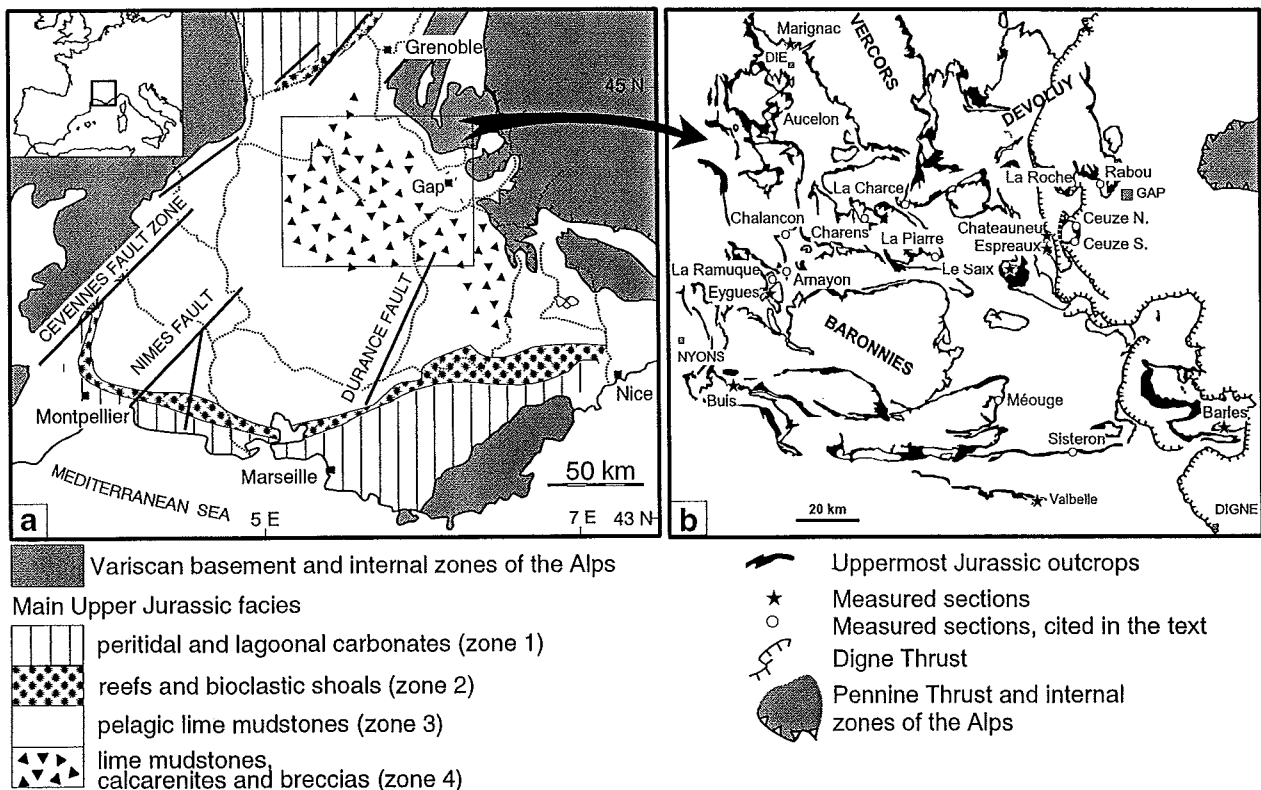 Grenoble
45 N
Gap
CEVENNES FAULT ZONE
NIMES FAULT
DURANCE FAULT
Montpellier
Marseille
Nice
MEDITERRANEAN SEA
50 km
5 E
7 E
43 N
a
Marignac
DIE
VERCORS
DEVOLUY
Aucelon
La Roche
Rabou
GAP
La Charce
Chalancon
Charens
Chateauneuf
Ceuze N.
Espreaux
Ceuze S.
La Piarre
Le Saix
La Ramuque
Arnayon
Eygues
BARONNIES
NYONS
Buis
Méouge
Barles
Sisteron
Valbelle
DIGNE
20 km
b
Variscan basement and internal zones of the Alps
Main Upper Jurassic facies
peritidal and lagoonal carbonates (zone 1)
reefs and bioclastic shoals (zone 2)
pelagic lime mudstones (zone 3)
lime mudstones,
calcarenites and breccias (zone 4)
Uppermost Jurassic outcrops
Measured sections
Measured sections, cited in the text
Digne Thrust
Pennine Thrust and internal
zones of the Alps